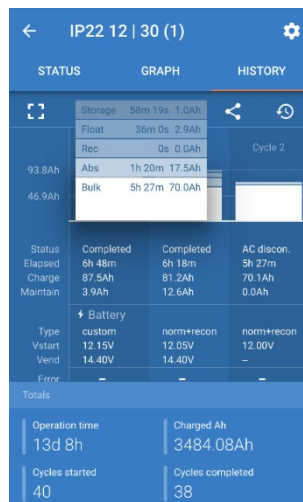 IP22 12 | 30 (1)
STATUS GRAPH HISTORY
Storage 58m 19s 1.0Ah
Float 36m 0s 2.9Ah
Rec 0s 0.0Ah
Abs 1h 20m 17.5Ah
Bulk 5h 27m 70.0Ah
Cycle 2
93.8Ah
46.9Ah
Status Completed Completed AC discon.
Elapsed 6h 48m 6h 18m 5h 27m
Charge 87.5Ah 81.2Ah 70.1Ah
Maintain 3.9Ah 12.6Ah 0.0Ah
Battery
Type custom norm+recon norm+recon
Vstart 12.15V 12.05V 12.00V
Vend 14.40V 14.40V –
Error – – –
Totals
Operation time Charged Ah
13d 8h 3484.08Ah
Cycles started Cycles completed
40 38